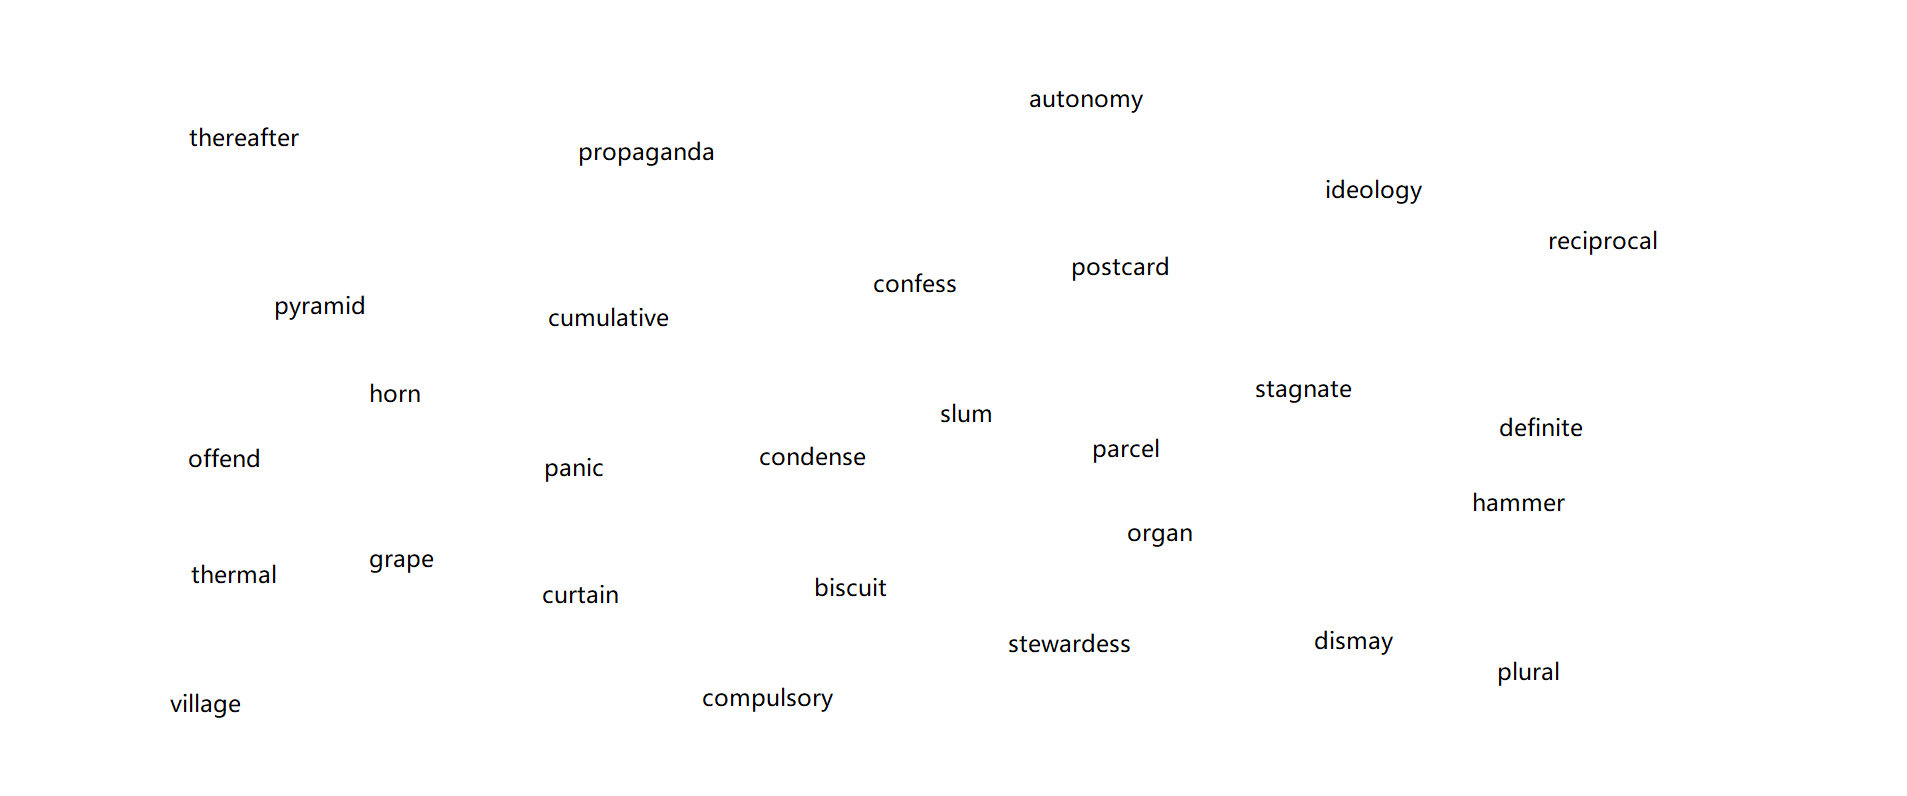 autonomy
thereafter
propaganda
ideology
reciprocal
postcard
confess
pyramid
cumulative
horn
stagnate
slum
definite
parcel
offend
condense
panic
hammer
organ
grape
thermal
biscuit
curtain
dismay
stewardess
plural
compulsory
village